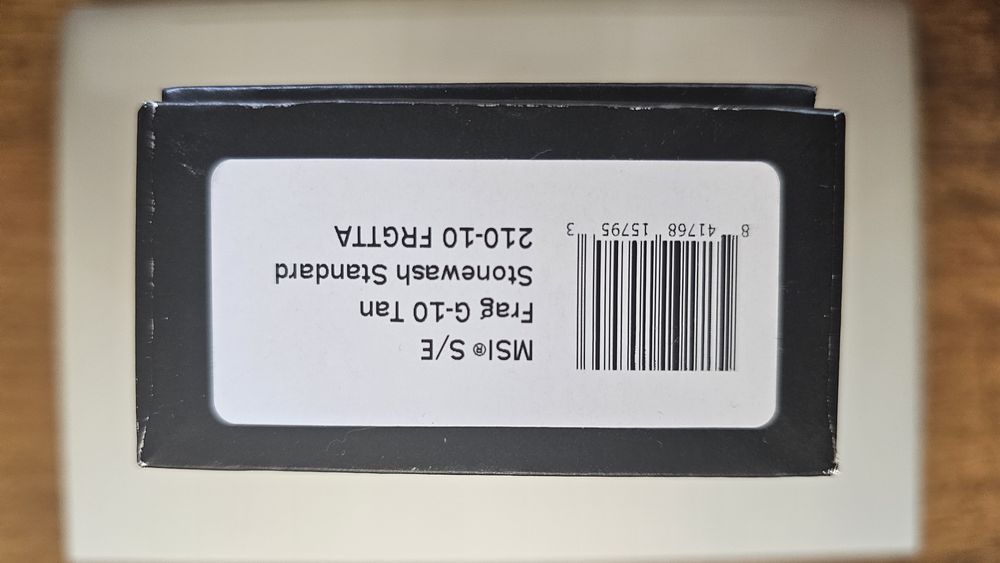 MSI® S/E
Frag G-10 Tan
Stonewash Standard
210-10 FRGTTA
8 41768 15795 3